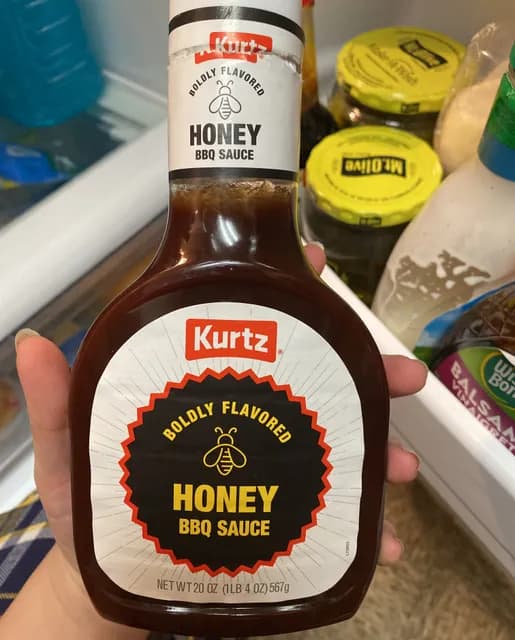 Kurtz
BOLDLY FLAVORED
HONEY
BBQ SAUCE
Kurtz
BOLDLY FLAVORED
HONEY
BBQ SAUCE
NET WT 20 OZ (1LB 4 OZ) 567g
Mt.Olive
BALSAM